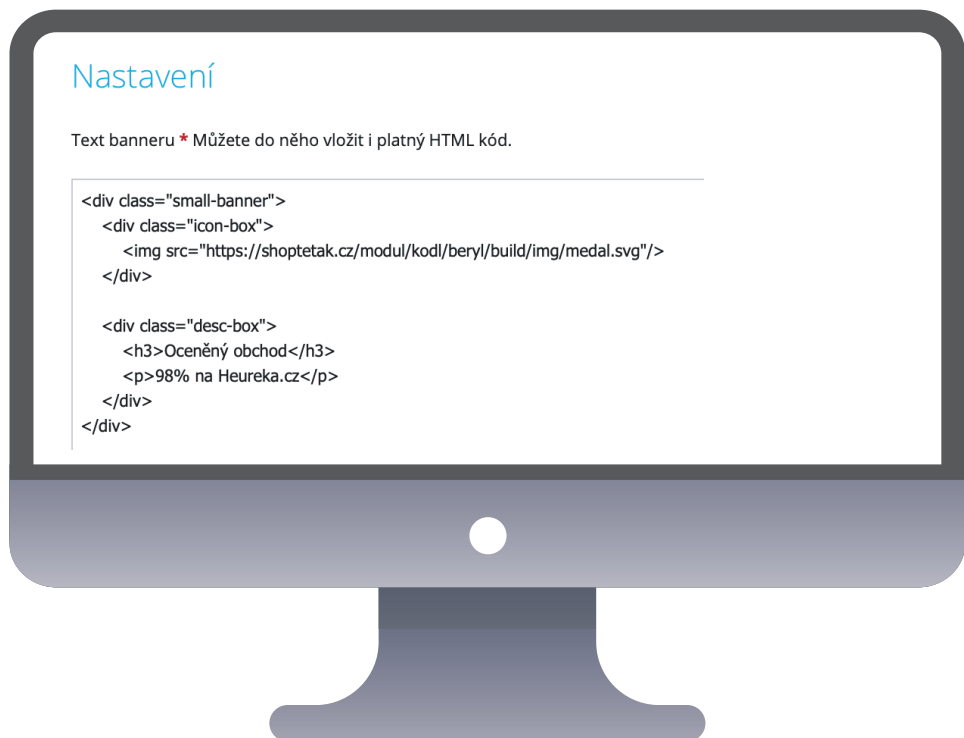 Nastavení
Text banneru * Můžete do něho vložit i platný HTML kód.
<div class="small-banner">
<div class="icon-box">
<img src="https://shoptetak.cz/modul/kodl/beryl/build/img/medal.svg"/>
</div>
<div class="desc-box">
<h3>Oceněný obchod</h3>
<p>98% na Heureka.cz</p>
</div>
</div>